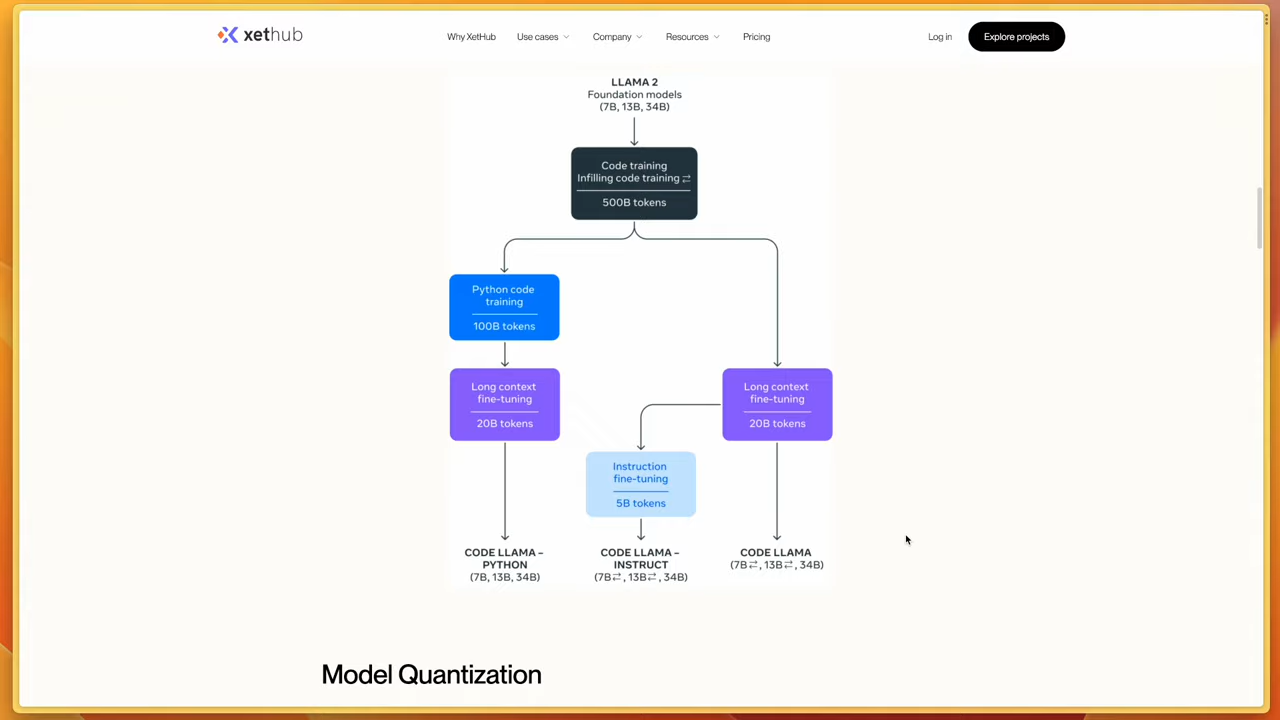 xethub
Why XetHub
Use cases
Company
Resources
Pricing
Log in
Explore projects
LLAMA 2
Foundation models
(7B, 13B, 34B)
Code training
Infilling code training ⇄
500B tokens
Python code
training
100B tokens
Long context
fine-tuning
20B tokens
Long context
fine-tuning
20B tokens
Instruction
fine-tuning
5B tokens
CODE LLAMA –
PYTHON
(7B, 13B, 34B)
CODE LLAMA –
INSTRUCT
(7B⇄, 13B⇄, 34B)
CODE LLAMA
(7B⇄, 13B⇄, 34B)
Model Quantization